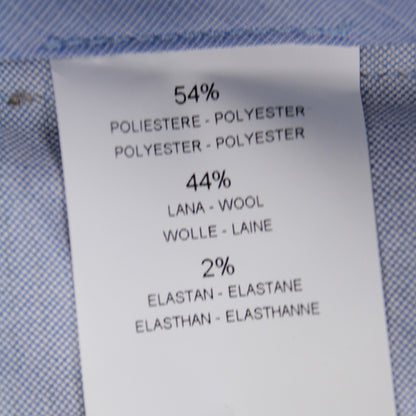 54%
POLIESTERE - POLYESTER
POLYESTER - POLYESTER
44%
LANA - WOOL
WOLLE - LAINE
2%
ELASTAN - ELASTANE
ELASTHAN - ELASTHANNE